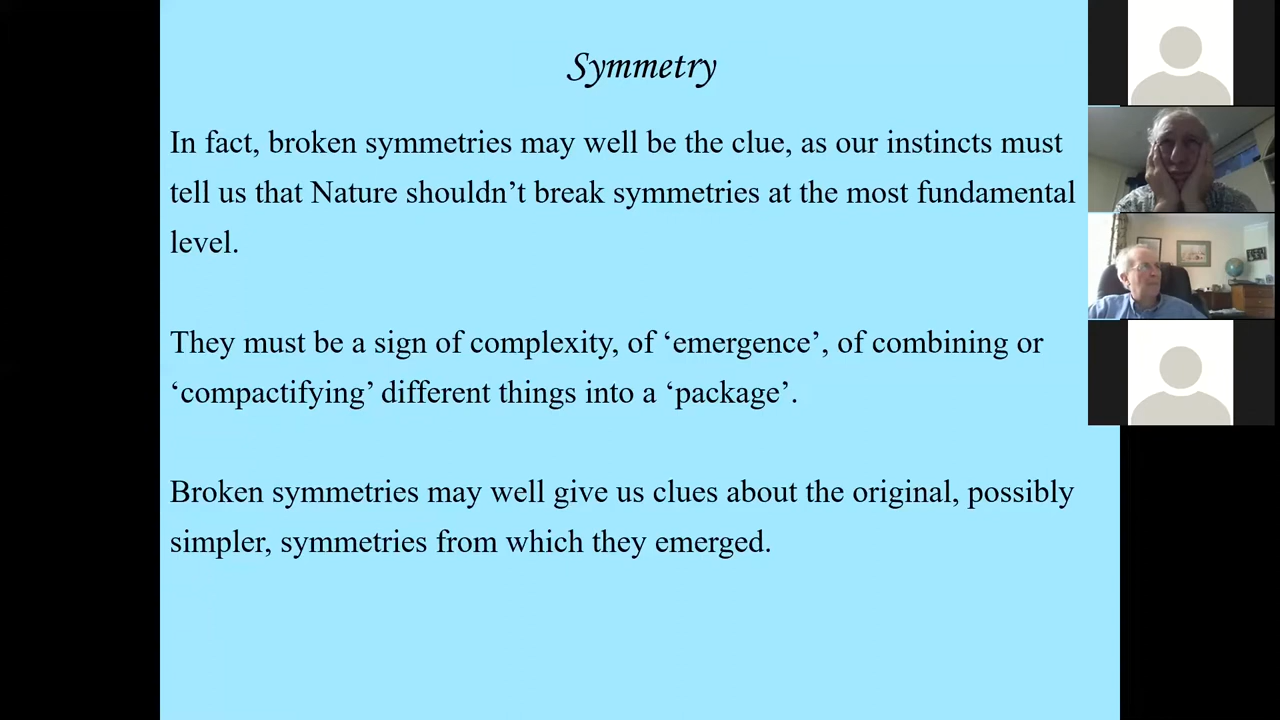 Symmetry
In fact, broken symmetries may well be the clue, as our instincts must
tell us that Nature shouldn’t break symmetries at the most fundamental
level.
They must be a sign of complexity, of ‘emergence’, of combining or
‘compactifying’ different things into a ‘package’.
Broken symmetries may well give us clues about the original, possibly
simpler, symmetries from which they emerged.